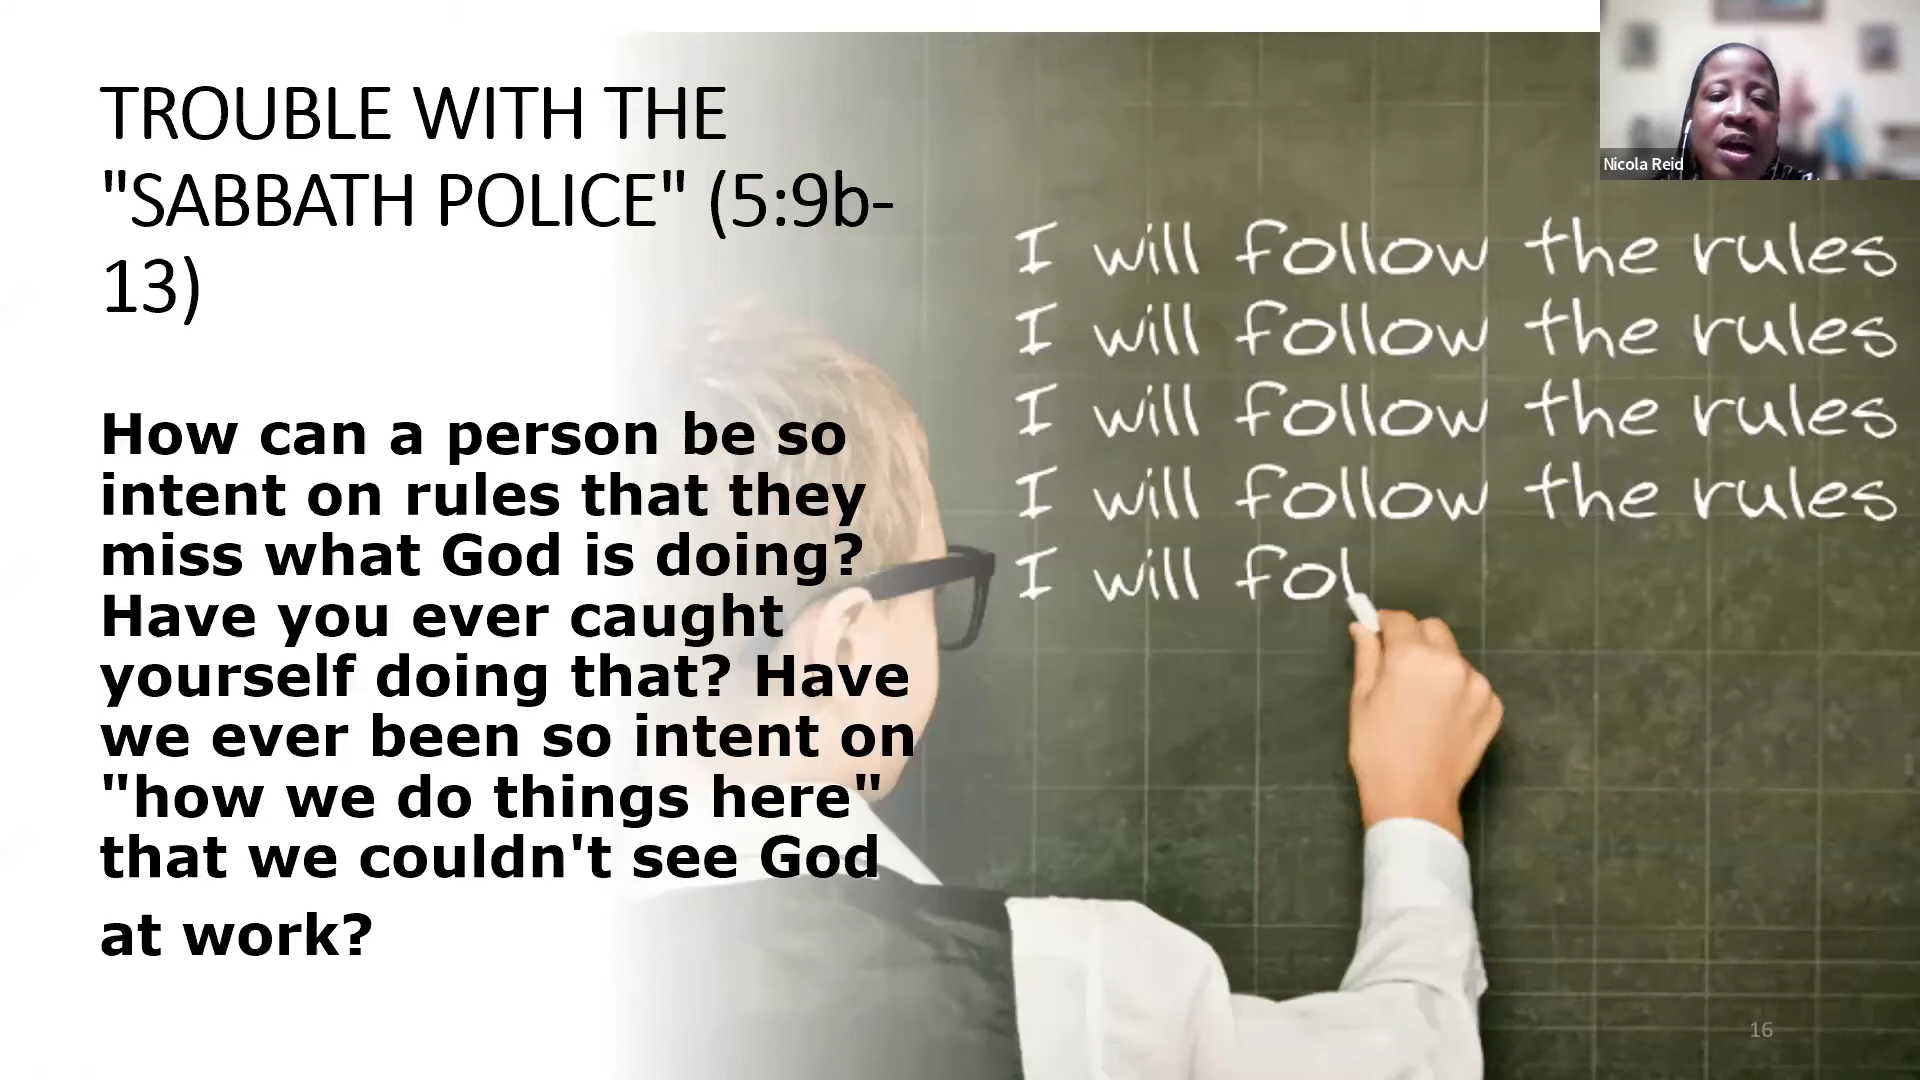 TROUBLE WITH THE
"SABBATH POLICE" (5:9b-
13)
How can a person be so
intent on rules that they
miss what God is doing?
Have you ever caught
yourself doing that? Have
we ever been so intent on
"how we do things here"
that we couldn't see God
at work?
Nicola Reid
I will follow the rules
I will follow the rules
I will follow the rules
I will follow the rules
I will fol
16